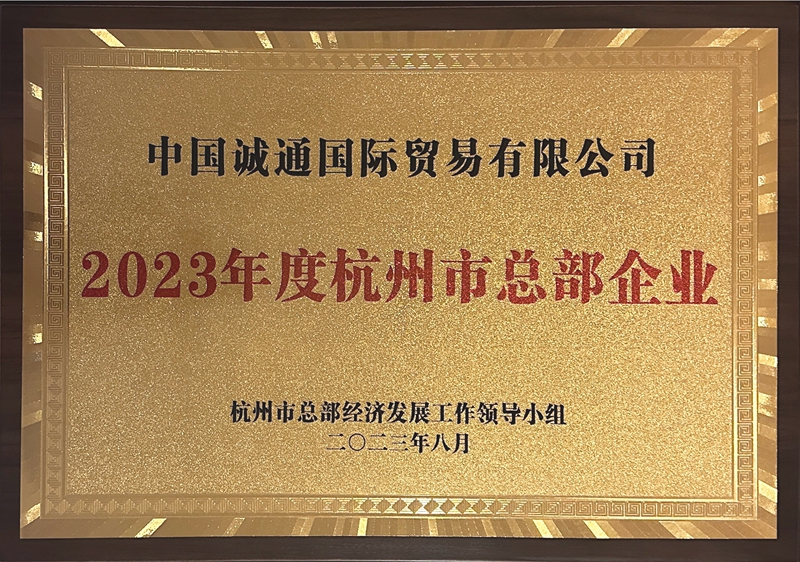 中国诚通国际贸易有限公司
2023年度杭州市总部企业
杭州市总部经济发展工作领导小组
二〇二三年八月